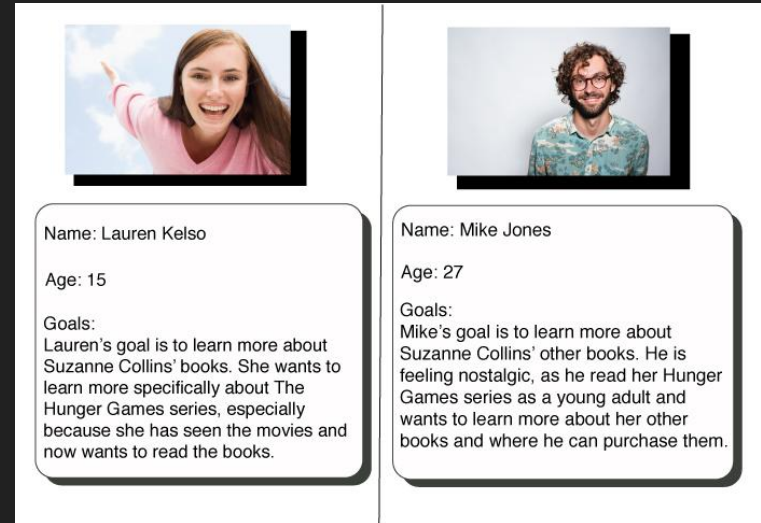 Name: Lauren Kelso
Age: 15
Goals:
Lauren's goal is to learn more about
Suzanne Collins' books. She wants to
learn more specifically about The
Hunger Games series, especially
because she has seen the movies and
now wants to read the books.
Name: Mike Jones
Age: 27
Goals:
Mike's goal is to learn more about
Suzanne Collins' other books. He is
feeling nostalgic, as he read her Hunger
Games series as a young adult and
wants to learn more about her other
books and where he can purchase them.